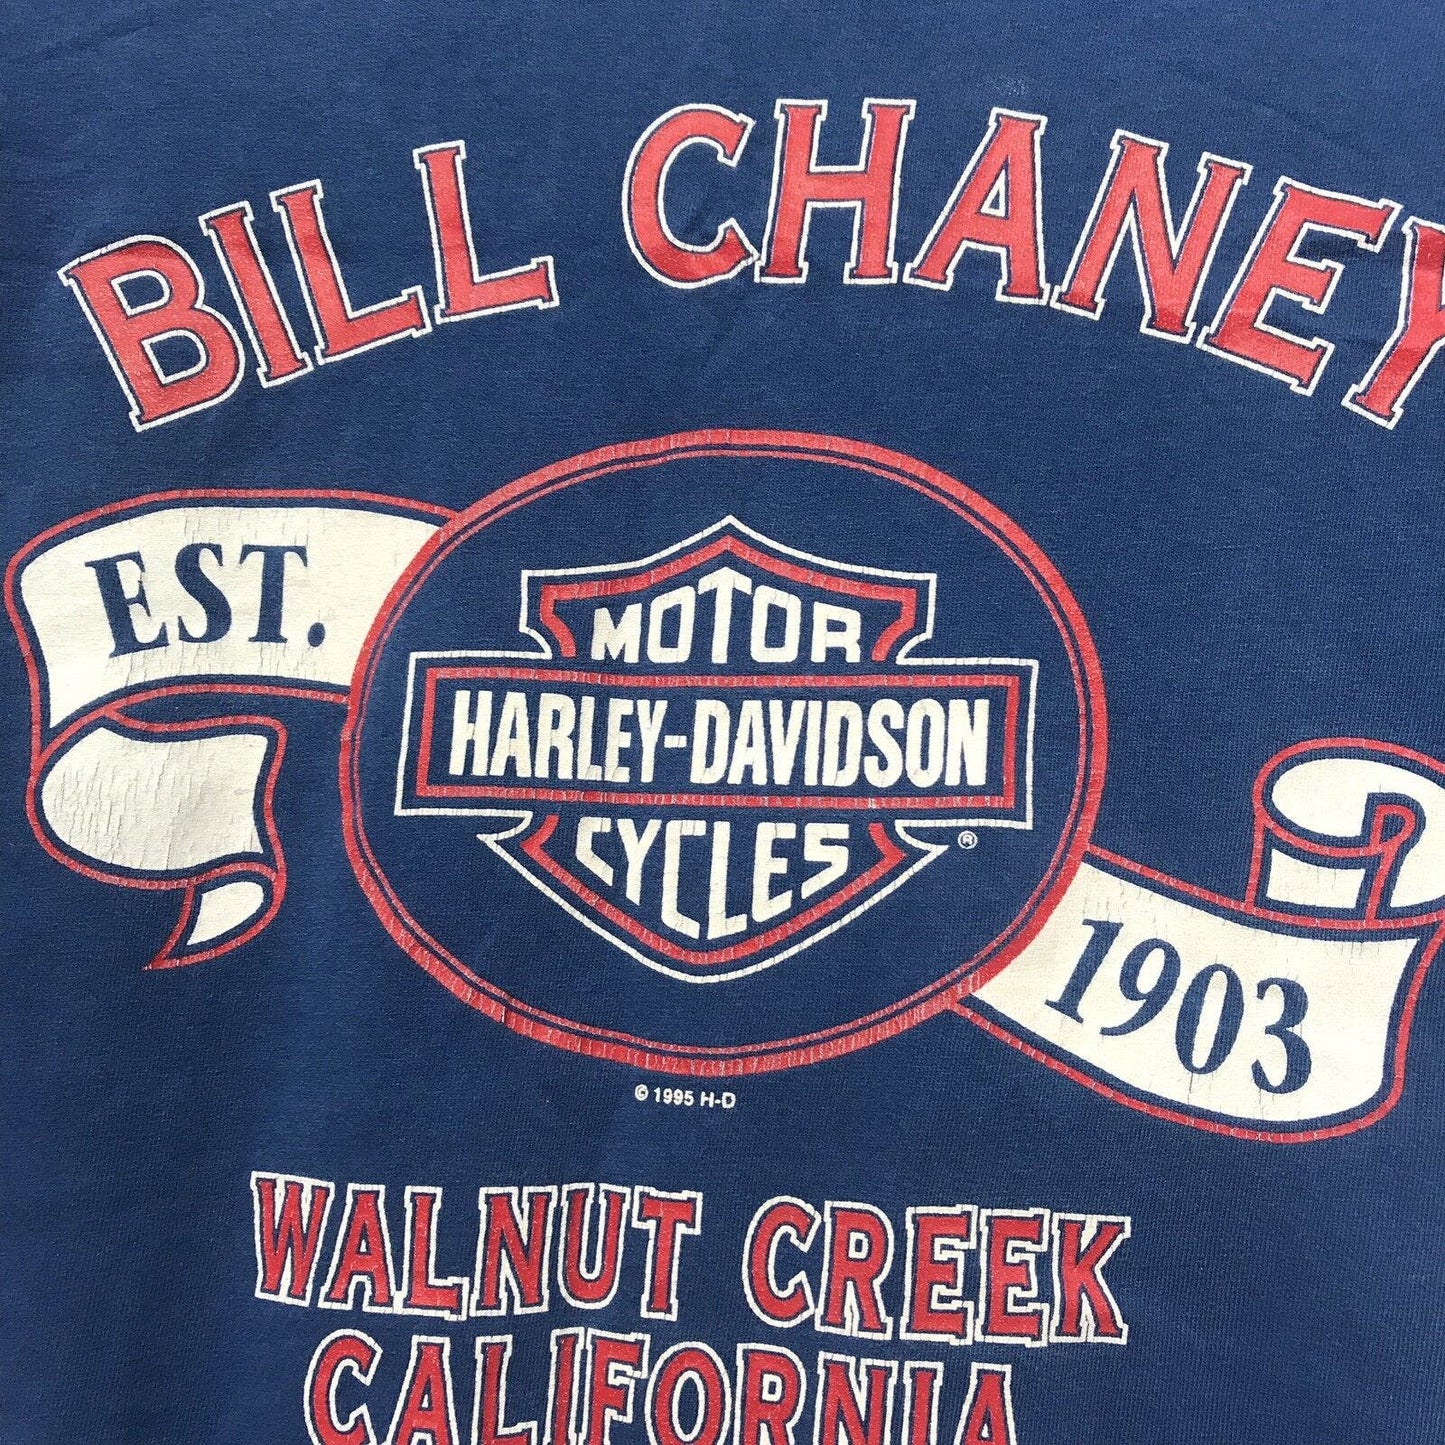 BILL CHANEY
EST.
MOTOR
HARLEY-DAVIDSON
CYCLES ®
1903
© 1995 H-D
WALNUT CREEK
CALIFORNIA